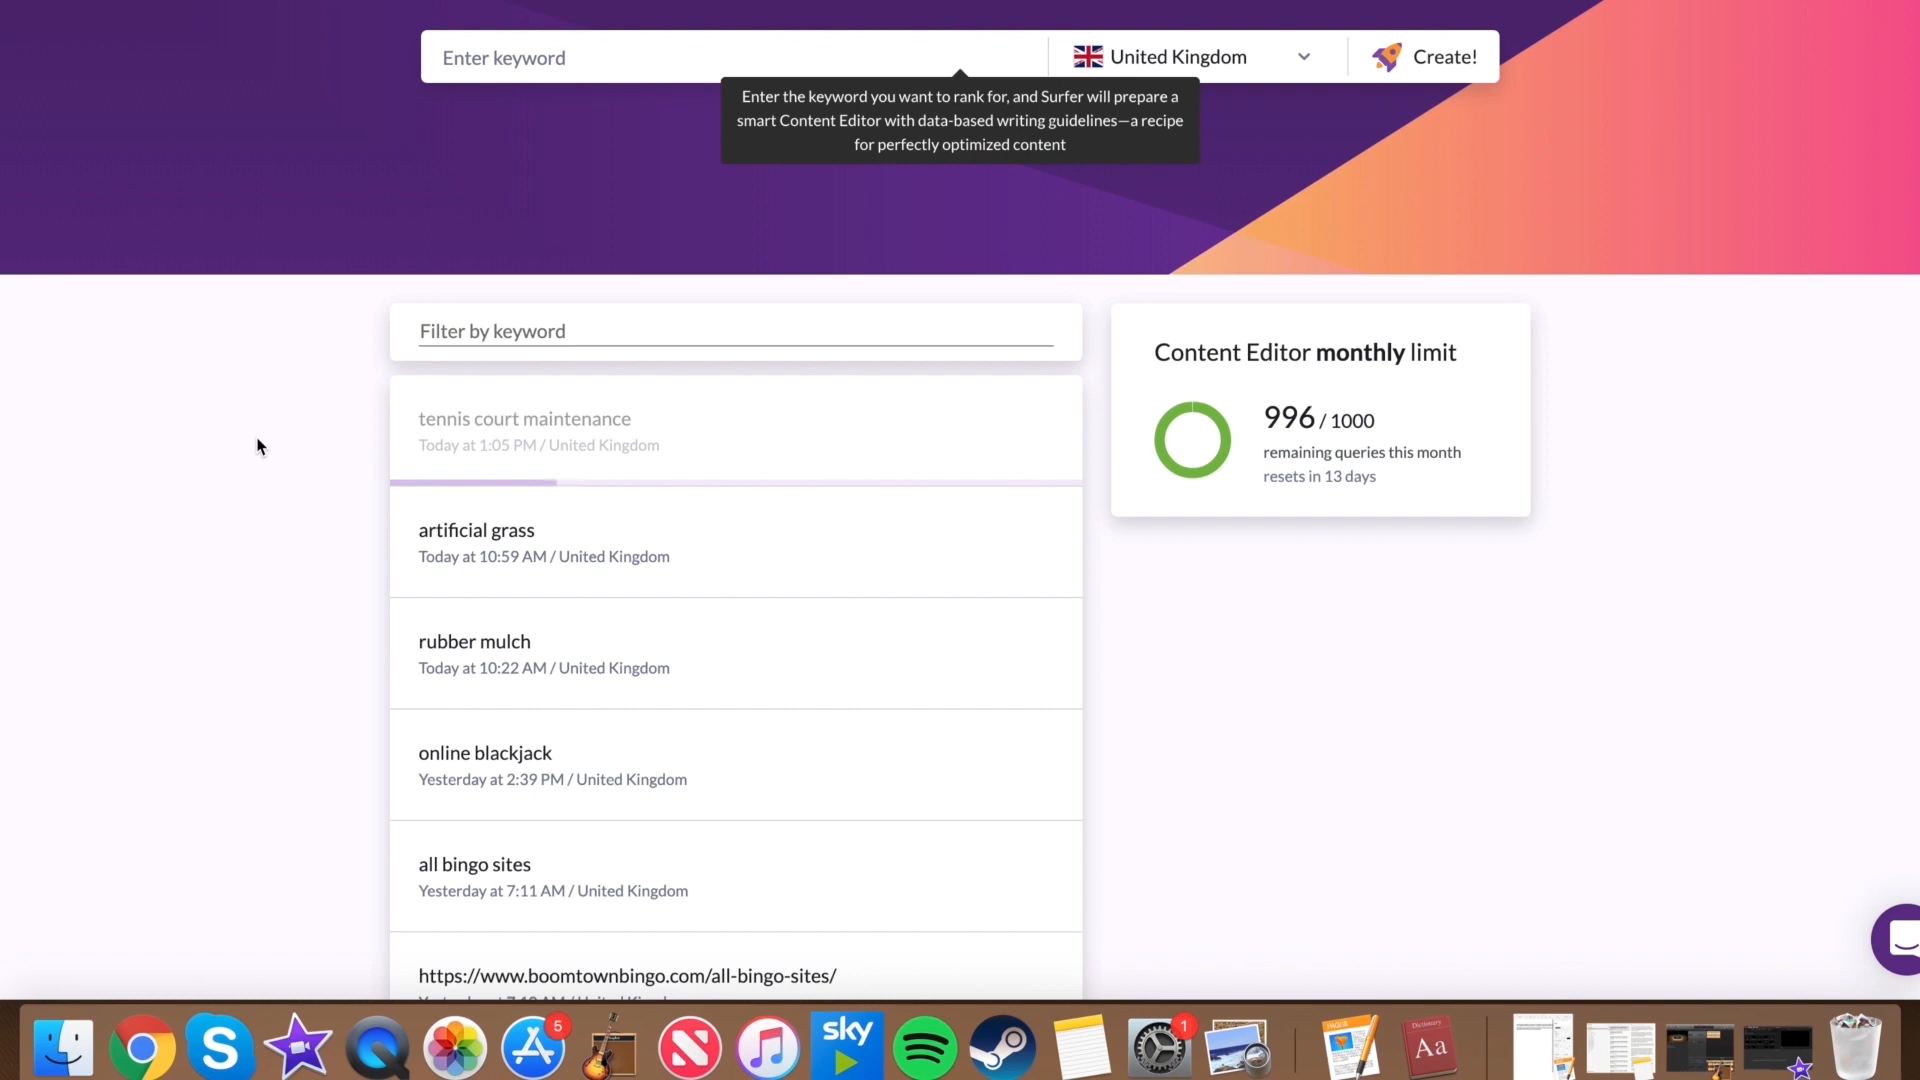 Enter keyword
United Kingdom
Create!
Enter the keyword you want to rank for, and Surfer will prepare a
smart Content Editor with data-based writing guidelines—a recipe
for perfectly optimized content
Filter by keyword
Content Editor monthly limit
996 / 1000
remaining queries this month
resets in 13 days
tennis court maintenance
Today at 1:05 PM / United Kingdom
artificial grass
Today at 10:59 AM / United Kingdom
rubber mulch
Today at 10:22 AM / United Kingdom
online blackjack
Yesterday at 2:39 PM / United Kingdom
all bingo sites
Yesterday at 7:11 AM / United Kingdom
https://www.boomtownbingo.com/all-bingo-sites/
5
sky
1
PAGES
Dictionary
Aa